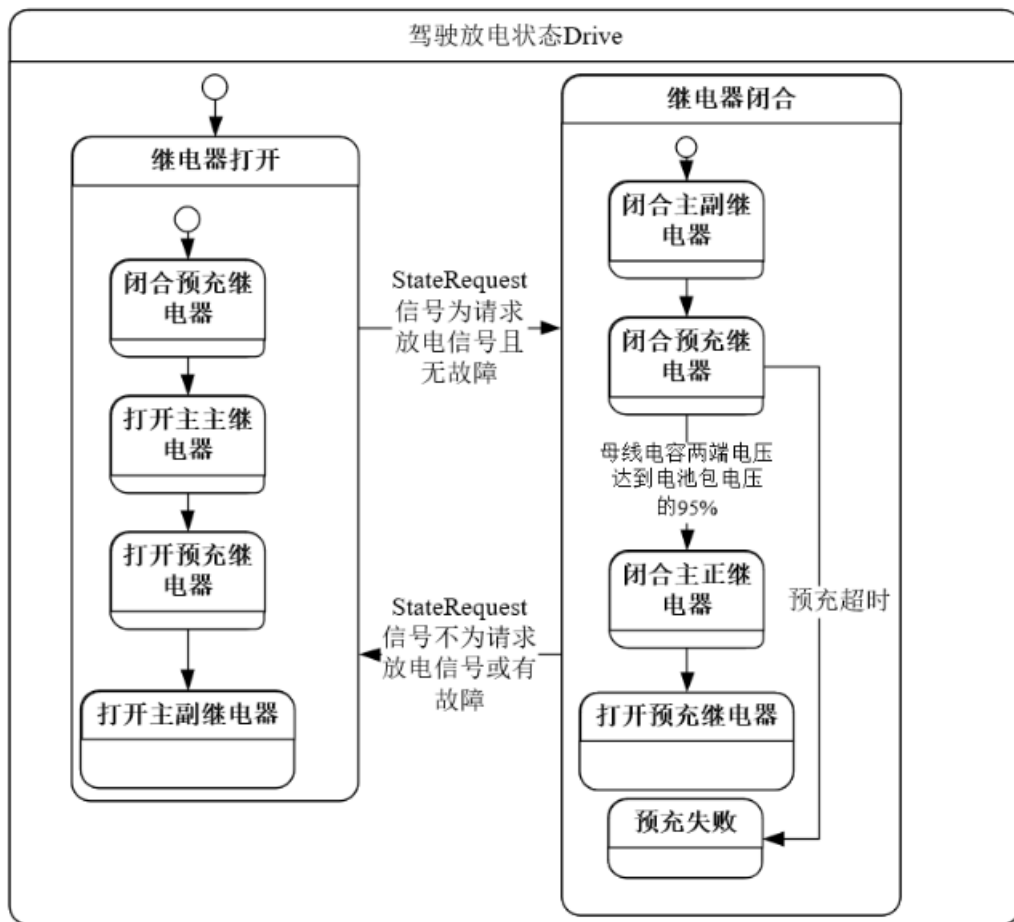 驾驶放电状态Drive
继电器打开
闭合预充继
电器
打开主主继
电器
打开预充继
电器
打开主副继电器
StateRequest
信号为请求
放电信号且
无故障
StateRequest
信号不为请求
放电信号或有
故障
继电器闭合
闭合主副继
电器
闭合预充继
电器
母线电容两端电压
达到电池包电压
的95%
闭合主正继
电器
预充超时
打开预充继电器
预充失败